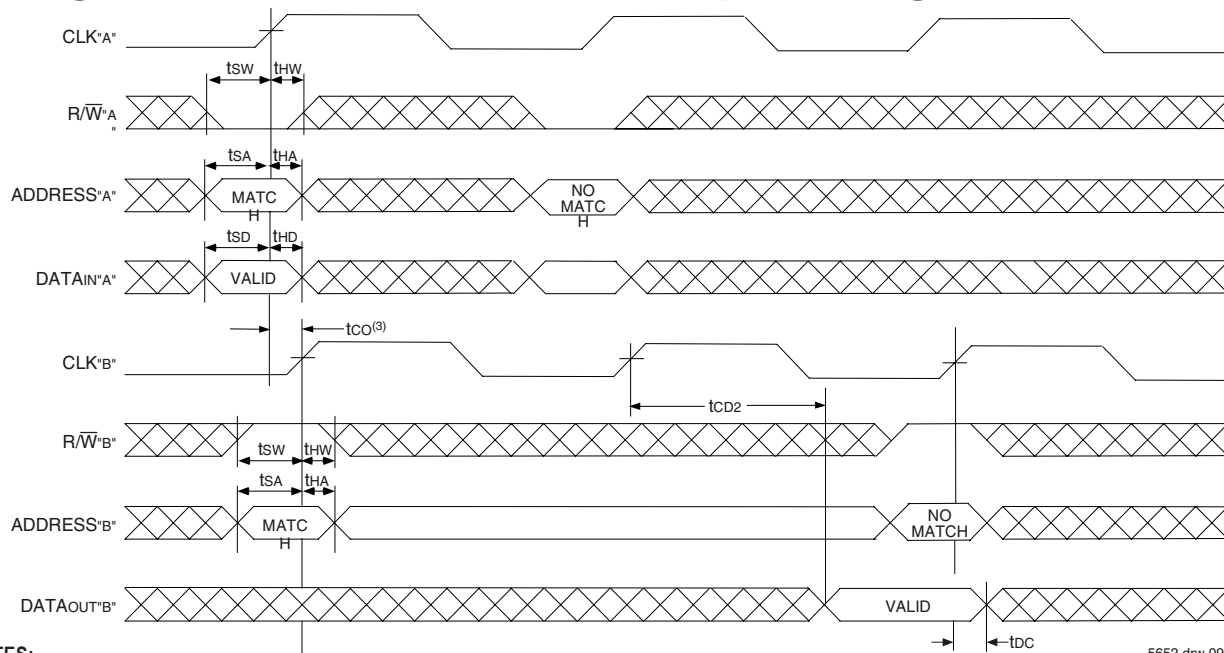 CLK"A"
tSW tHW
R/W"A
"
tSA tHA
ADDRESS"A" MATC
H
NO
MATC
H
tSD tHD
DATAIN"A" VALID
tCO(3)
CLK"B"
tCD2
R/W"B"
tSW tHW
tSA tHA
ADDRESS"B" MATC
H
NO
MATCH
DATAOUT"B" VALID
tDC